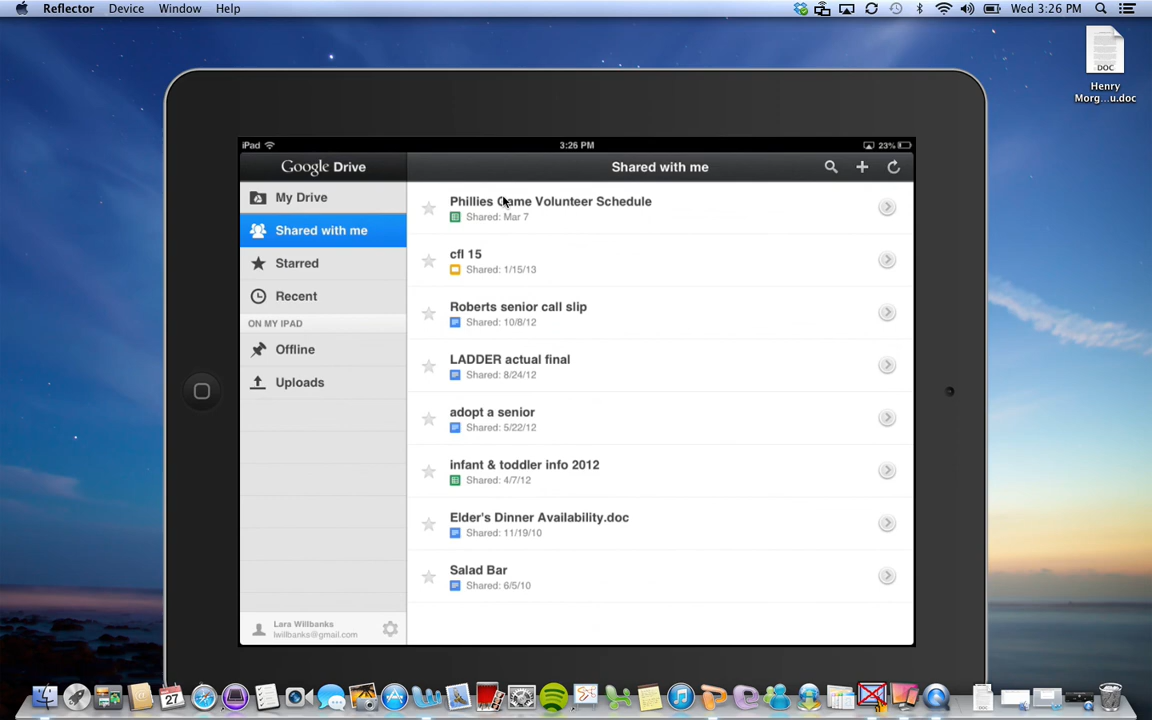 Reflector Device Window Help
Wed 3:26 PM
DOC
Henry
Morg...u.doc
iPad
3:26 PM
23%
Google Drive
Shared with me
My Drive
Shared with me
Starred
Recent
ON MY IPAD
Offline
Uploads
Phillies Game Volunteer Schedule
Shared: Mar 7
cfl 15
Shared: 1/15/13
Roberts senior call slip
Shared: 10/8/12
LADDER actual final
Shared: 8/24/12
adopt a senior
Shared: 5/22/12
infant & toddler info 2012
Shared: 4/7/12
Elder's Dinner Availability.doc
Shared: 11/19/10
Salad Bar
Shared: 6/5/10
Lara Willbanks
lwillbanks@gmail.com
27